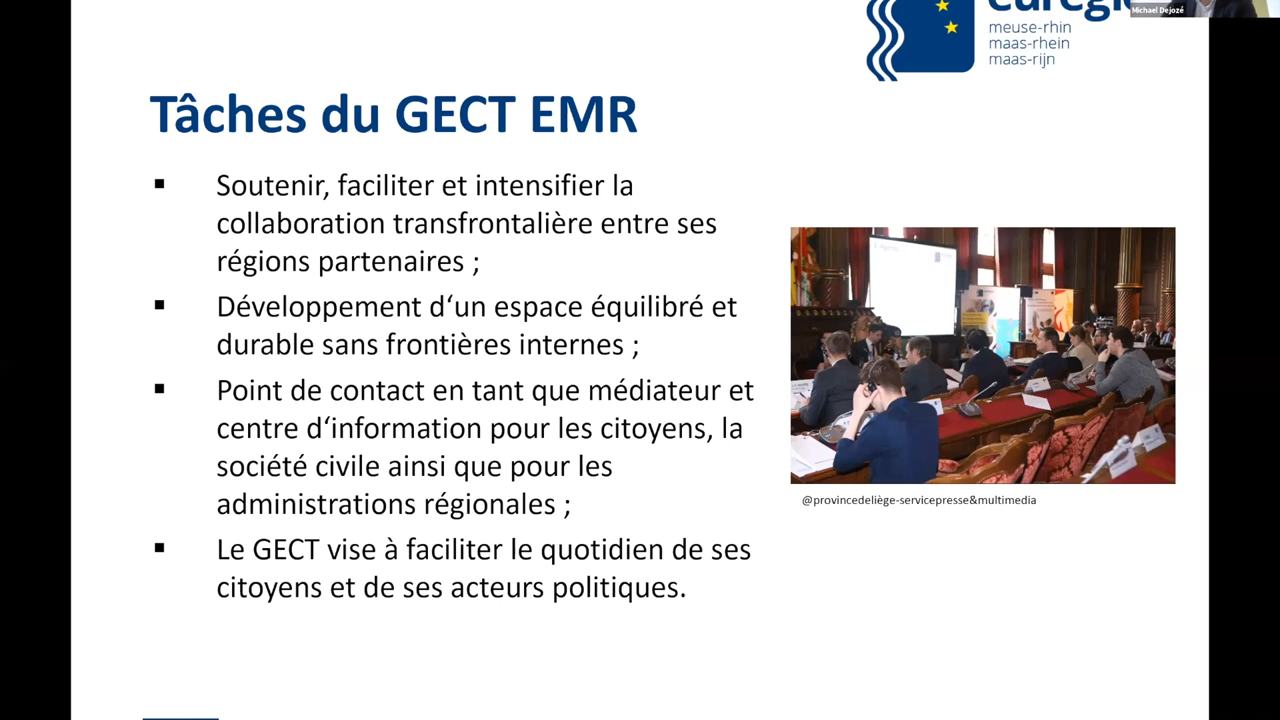 Michael Dejozé
meuse-rhin
maas-rhein
maas-rijn
Tâches du GECT EMR
▪ Soutenir, faciliter et intensifier la
collaboration transfrontalière entre ses
régions partenaires ;
▪ Développement d‘un espace équilibré et
durable sans frontières internes ;
▪ Point de contact en tant que médiateur et
centre d‘information pour les citoyens, la
société civile ainsi que pour les
administrations régionales ;
▪ Le GECT vise à faciliter le quotidien de ses
citoyens et de ses acteurs politiques.
@provincedeliège-servicepresse&multimedia